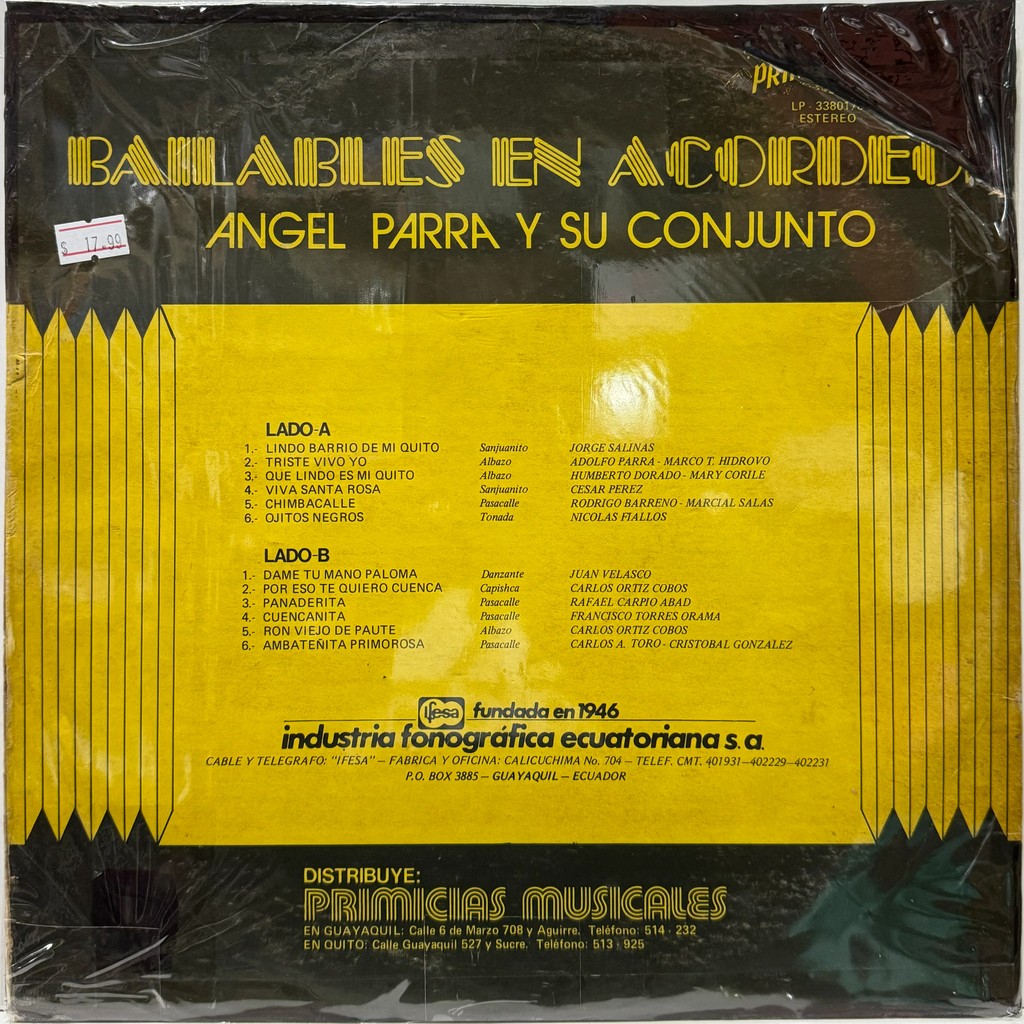 LP - 338017
ESTEREO
BAILABLES EN ACORDEO
ANGEL PARRA Y SU CONJUNTO
$ 17.99
LADO-A
1.- LINDO BARRIO DE MI QUITO Sanjuanito JORGE SALINAS
2.- TRISTE VIVO YO Albazo ADOLFO PARRA - MARCO T. HIDROVO
3.- QUE LINDO ES MI QUITO Albazo HUMBERTO DORADO - MARY CORILE
4.- VIVA SANTA ROSA Sanjuanito CESAR PEREZ
5.- CHIMBACALLE Pasacalle RODRIGO BARRENO - MARCIAL SALAS
6.- OJITOS NEGROS Tonada NICOLAS FIALLOS
LADO-B
1.- DAME TU MANO PALOMA Danzante JUAN VELASCO
2.- POR ESO TE QUIERO CUENCA Capishca CARLOS ORTIZ COBOS
3.- PANADERITA Pasacalle RAFAEL CARPIO ABAD
4.- CUENCANITA Pasacalle FRANCISCO TORRES ORAMA
5.- RON VIEJO DE PAUTE Albazo CARLOS ORTIZ COBOS
6.- AMBATEÑITA PRIMOROSA Pasacalle CARLOS A. TORO - CRISTOBAL GONZALEZ
ifesa fundada en 1946
industria fonográfica ecuatoriana s.a.
CABLE Y TELEGRAFO: "IFESA" – FABRICA Y OFICINA: CALICUCHIMA No. 704 – TELEF. CMT. 401931–402229–402231
P.O. BOX 3885 – GUAYAQUIL – ECUADOR
DISTRIBUYE:
PRIMICIAS MUSICALES
EN GUAYAQUIL: Calle 6 de Marzo 708 y Aguirre. Teléfono: 514 - 232
EN QUITO: Calle Guayaquil 527 y Sucre. Teléfono: 513 - 925